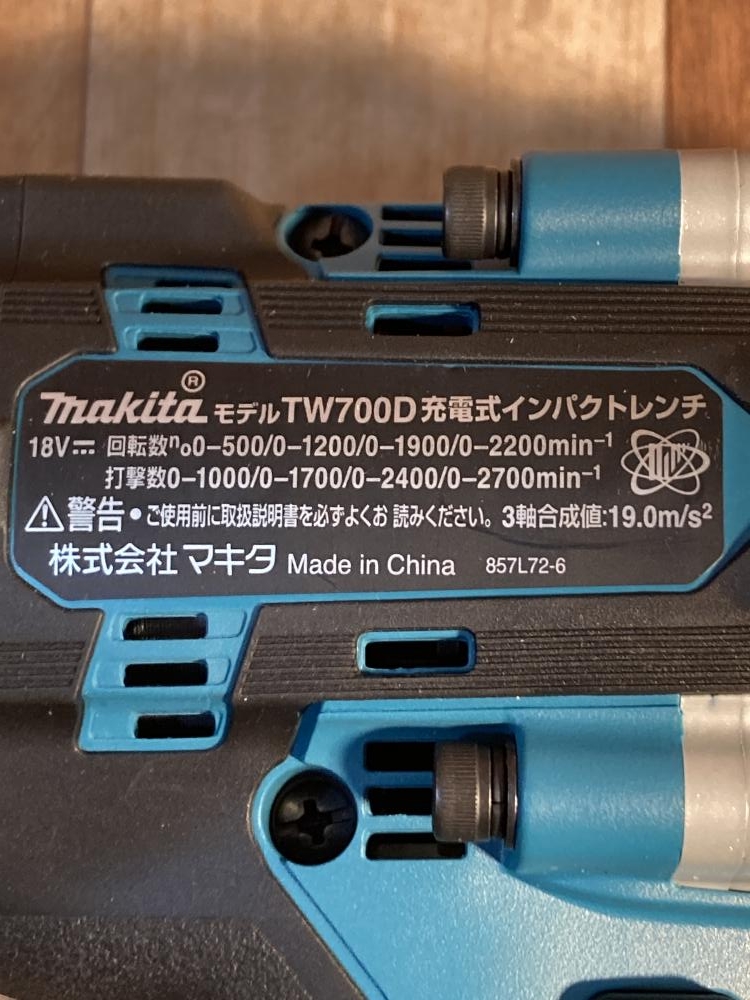 makita® モデルTW700D充電式インパクトレンチ
18V⎓ 回転数n₀0–500/0–1200/0–1900/0–2200min⁻¹
打撃数0–1000/0–1700/0–2400/0–2700min⁻¹
⚠警告•ご使用前に取扱説明書を必ずよくお 読みください。3軸合成値:19.0m/s²
株式会社マキタ Made in China 857L72-6